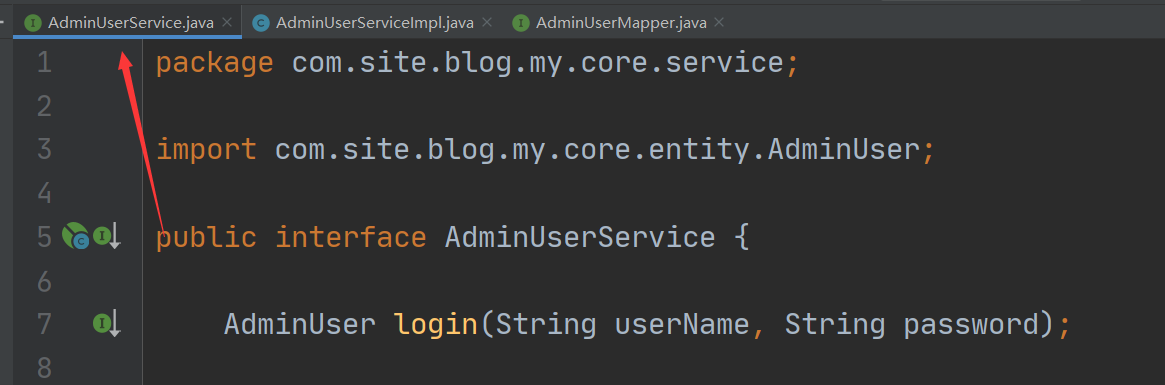 AdminUserService.java × AdminUserServiceImpl.java × AdminUserMapper.java ×
1 package com.site.blog.my.core.service;
2
3 import com.site.blog.my.core.entity.AdminUser;
4
5 public interface AdminUserService {
6
7 AdminUser login(String userName, String password);
8